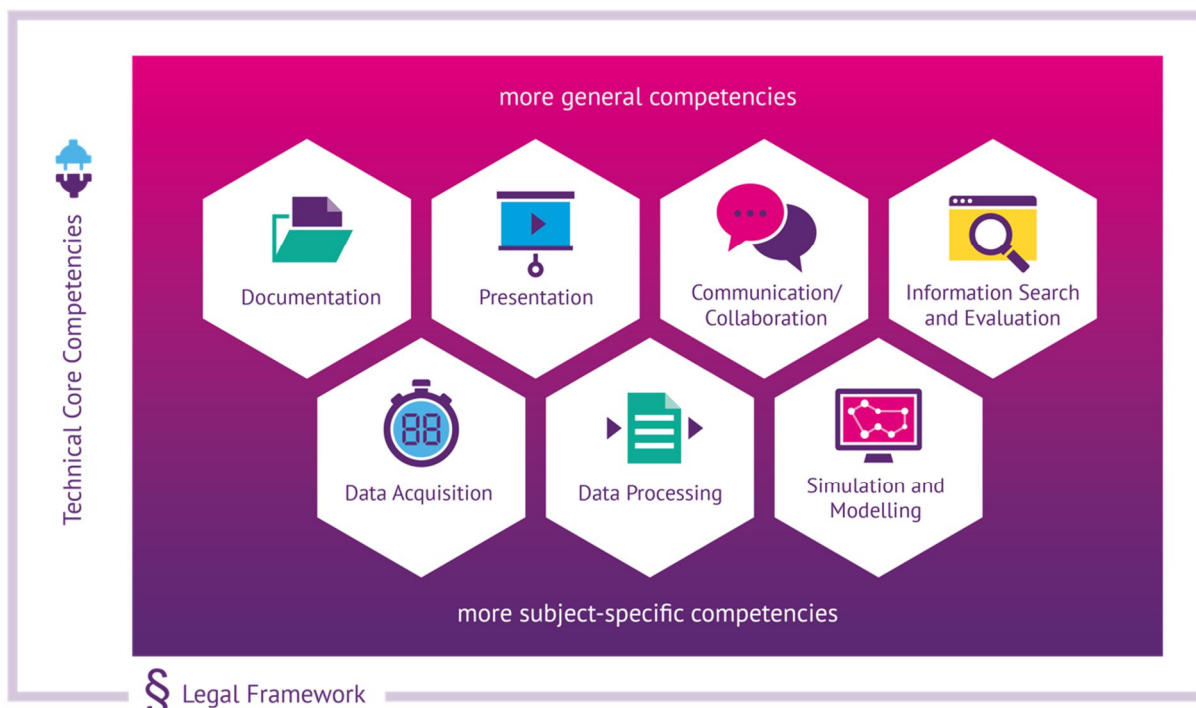 more general competencies
Technical Core Competencies
Documentation
Presentation
Communication/
Collaboration
Information Search
and Evaluation
88
Data Acquisition
Data Processing
Simulation and
Modelling
more subject-specific competencies
§ Legal Framework